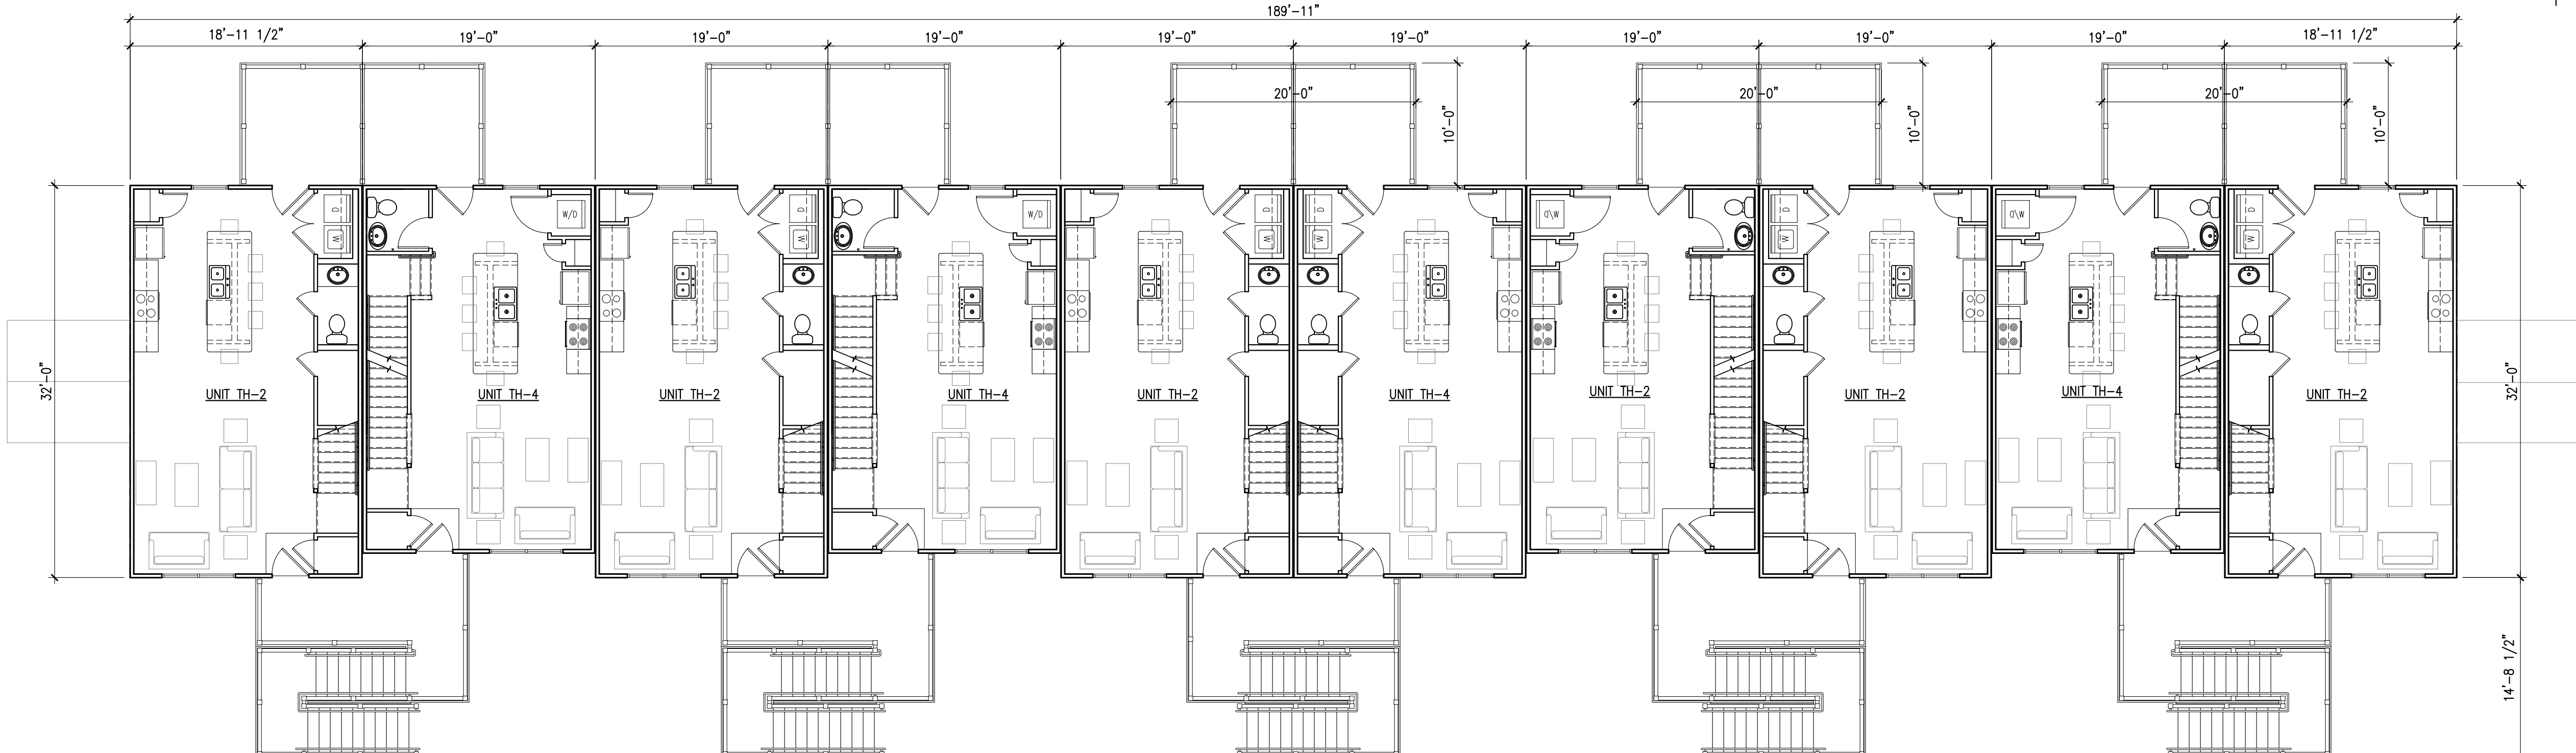 189'-11"
18'-11 1/2"
19'-0"
19'-0"
19'-0"
19'-0"
19'-0"
19'-0"
19'-0"
19'-0"
18'-11 1/2"
20'-0"
20'-0"
20'-0"
10'-0"
10'-0"
10'-0"
D
W
W/D
D
W
W/D
D
W
D
W
W/D
D
W
W/D
D
W
32'-0"
32'-0"
UNIT TH-2
UNIT TH-4
UNIT TH-2
UNIT TH-4
UNIT TH-2
UNIT TH-4
UNIT TH-2
UNIT TH-2
UNIT TH-4
UNIT TH-2
14'-8 1/2"